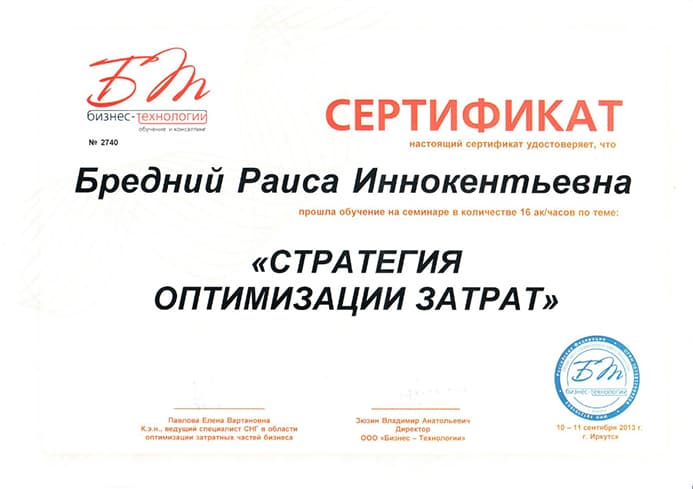 БТ
бизнес-технологии
обучение и консалтинг
№ 2740
СЕРТИФИКАТ
настоящий сертификат удостоверяет, что
Бредний Раиса Иннокентьевна
прошла обучение на семинаре в количестве 16 ак/часов по теме:
«СТРАТЕГИЯ
ОПТИМИЗАЦИИ ЗАТРАТ»
Павлова Елена Вартановна
К.э.н., ведущий специалист СНГ в области
оптимизации затратных частей бизнеса
Зюзин Владимир Анатольевич
Директор
ООО «Бизнес – Технологии»
БТ
бизнес-технологии
10 – 11 сентября 2013 г.
г. Иркутск